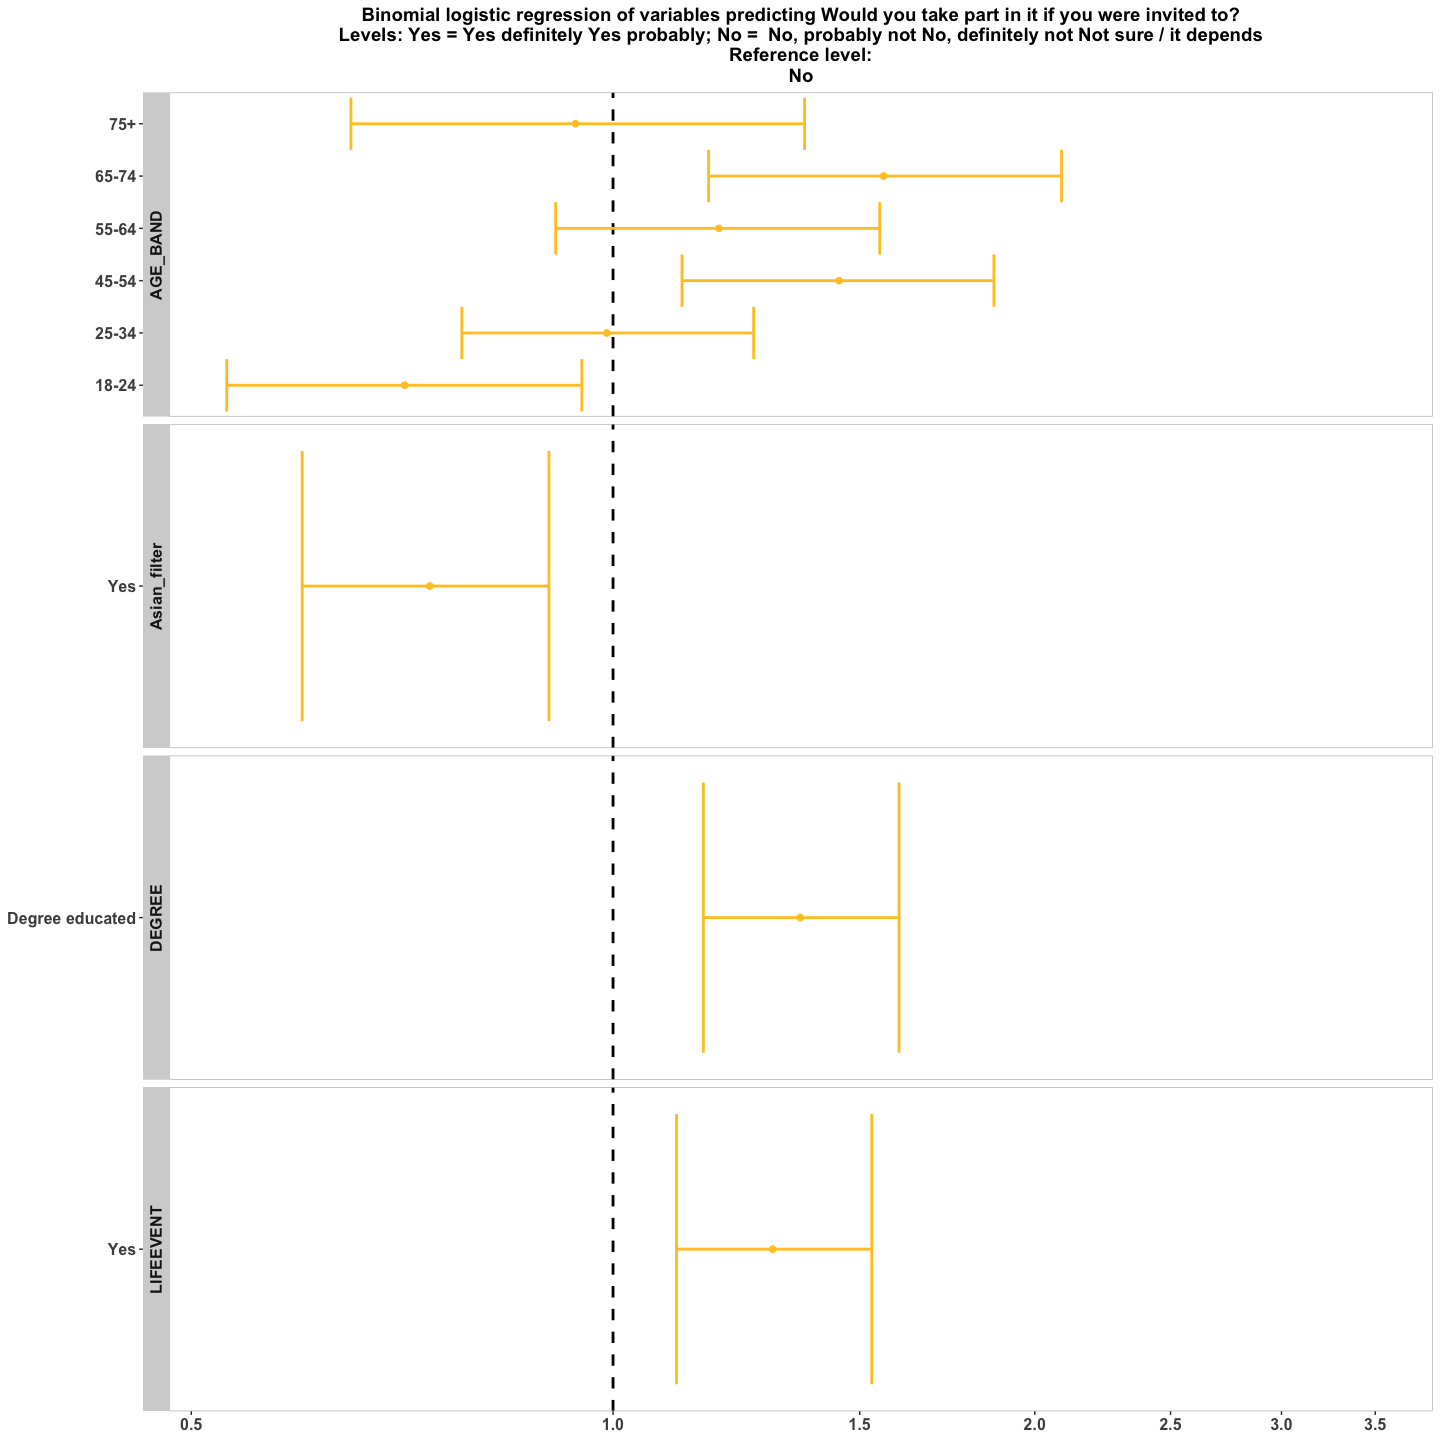 Binomial logistic regression of variables predicting Would you take part in it if you were invited to?
Levels: Yes = Yes definitely Yes probably; No =  No, probably not No, definitely not Not sure / it depends
Reference level:
No
AGE_BAND
75+
65-74
55-64
45-54
25-34
18-24
Asian_filter
Yes
DEGREE
Degree educated
LIFEEVENT
Yes
0.5 1.0 1.5 2.0 2.5 3.0 3.5